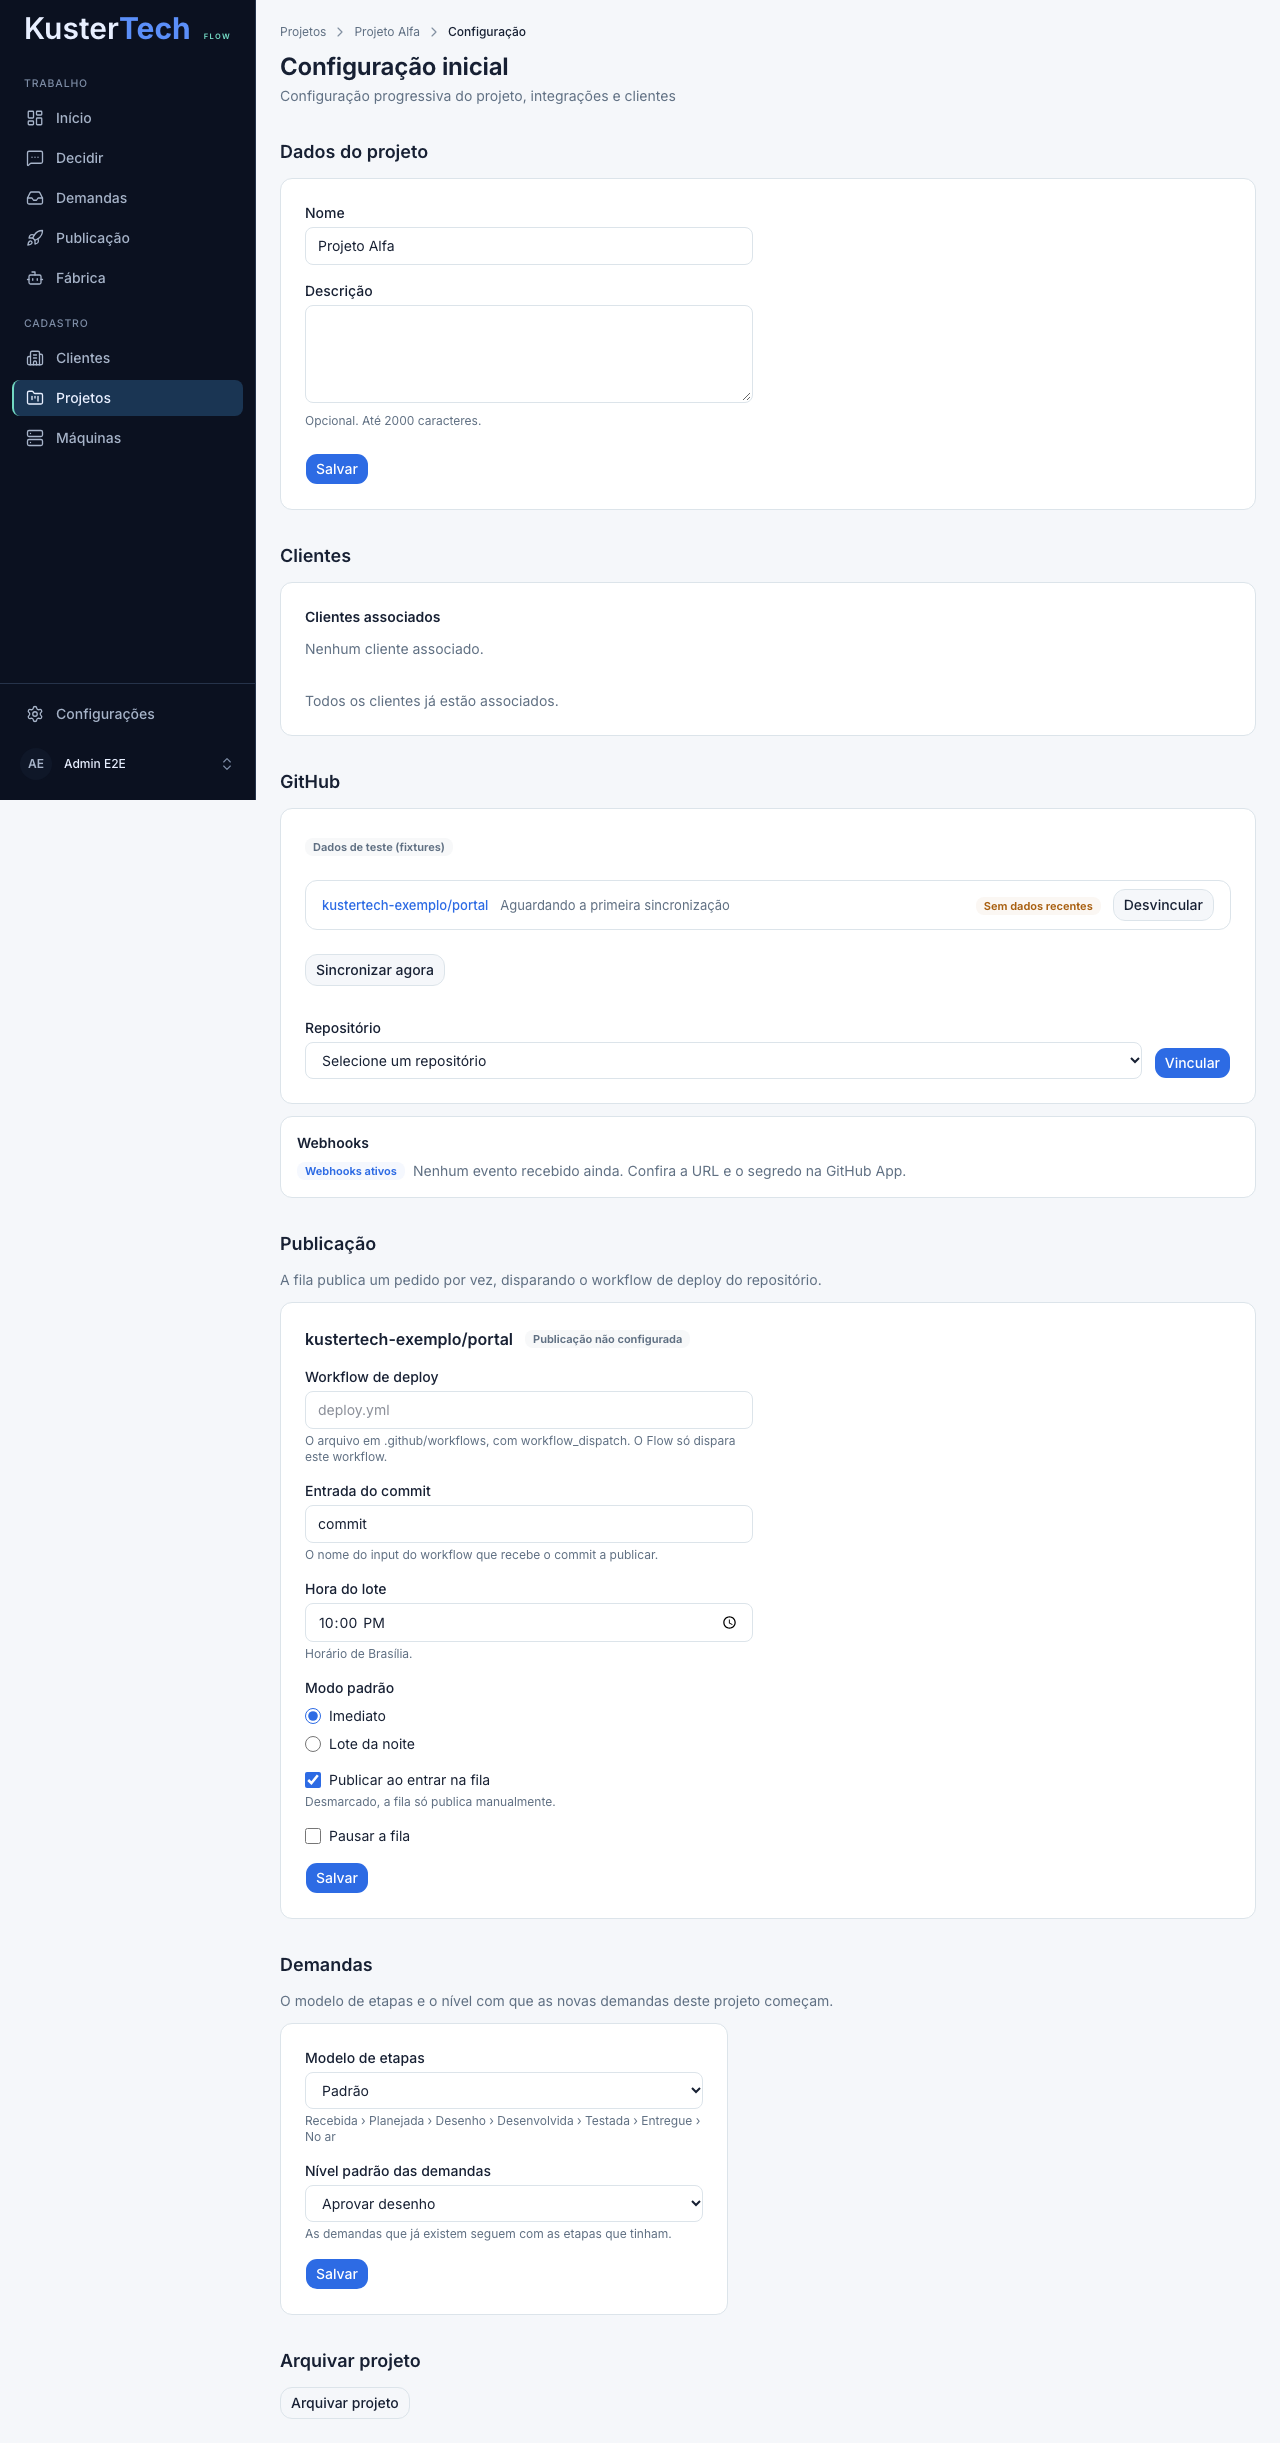 KusterTech FLOW
TRABALHO
Início
Decidir
Demandas
Publicação
Fábrica
CADASTRO
Clientes
Projetos
Máquinas
Configurações
AE Admin E2E
Projetos > Projeto Alfa > Configuração
Configuração inicial
Configuração progressiva do projeto, integrações e clientes
Dados do projeto
Nome
Projeto Alfa
Descrição
Opcional. Até 2000 caracteres.
Salvar
Clientes
Clientes associados
Nenhum cliente associado.
Todos os clientes já estão associados.
GitHub
Dados de teste (fixtures)
kustertech-exemplo/portal Aguardando a primeira sincronização Sem dados recentes Desvincular
Sincronizar agora
Repositório
Selecione um repositório Vincular
Webhooks
Webhooks ativos Nenhum evento recebido ainda. Confira a URL e o segredo na GitHub App.
Publicação
A fila publica um pedido por vez, disparando o workflow de deploy do repositório.
kustertech-exemplo/portal Publicação não configurada
Workflow de deploy
deploy.yml
O arquivo em .github/workflows, com workflow_dispatch. O Flow só dispara
este workflow.
Entrada do commit
commit
O nome do input do workflow que recebe o commit a publicar.
Hora do lote
10:00 PM
Horário de Brasília.
Modo padrão
Imediato
Lote da noite
Publicar ao entrar na fila
Desmarcado, a fila só publica manualmente.
Pausar a fila
Salvar
Demandas
O modelo de etapas e o nível com que as novas demandas deste projeto começam.
Modelo de etapas
Padrão
Recebida › Planejada › Desenho › Desenvolvida › Testada › Entregue ›
No ar
Nível padrão das demandas
Aprovar desenho
As demandas que já existem seguem com as etapas que tinham.
Salvar
Arquivar projeto
Arquivar projeto